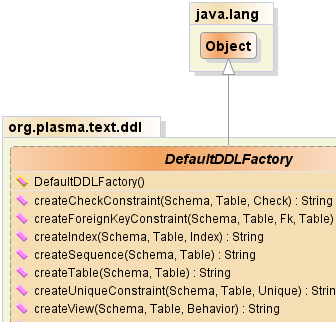 java.lang
Object
org.plasma.text.ddl
DefaultDDLFactory
DefaultDDLFactory()
createCheckConstraint(Schema, Table, Check) : String
createForeignKeyConstraint(Schema, Table, Fk, Table)
createIndex(Schema, Table, Index) : String
createSequence(Schema, Table) : String
createTable(Schema, Table) : String
createUniqueConstraint(Schema, Table, Unique) : String
createView(Schema, Table, Behavior) : String